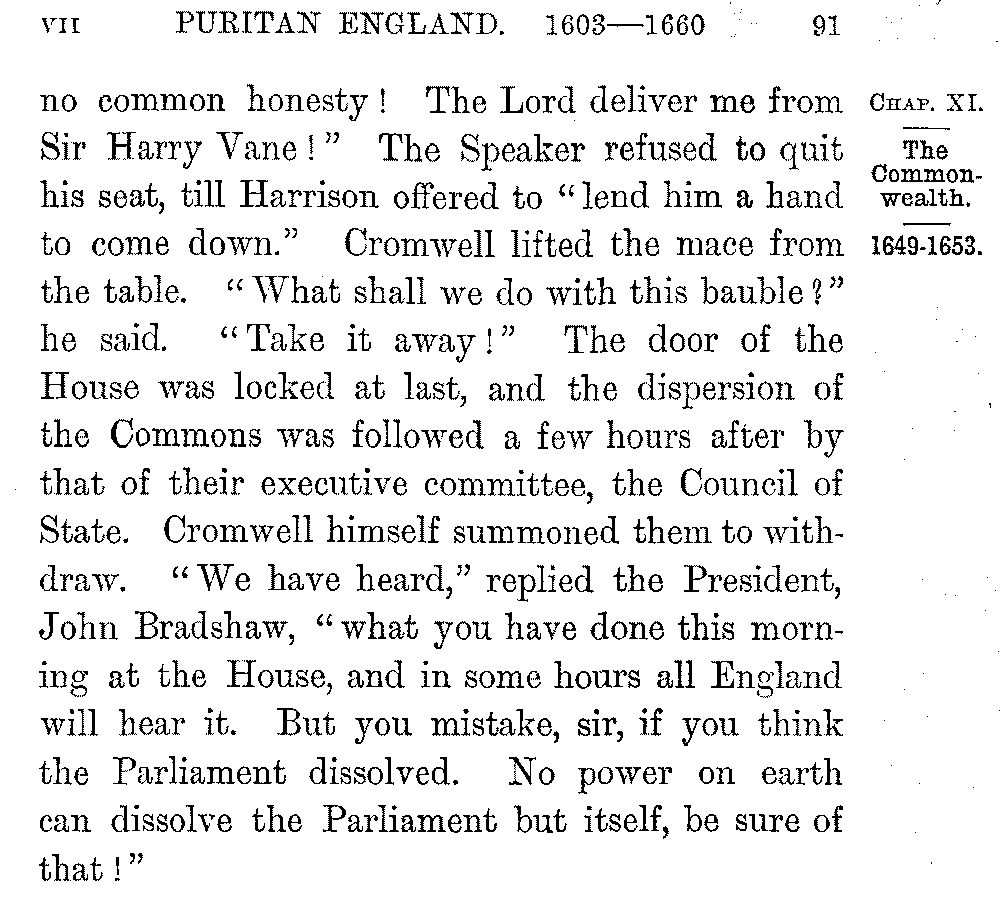 VII PURITAN ENGLAND. 1603—1660 91
no common honesty! The Lord deliver me from
Sir Harry Vane!” The Speaker refused to quit
his seat, till Harrison offered to “lend him a hand
to come down.” Cromwell lifted the mace from
the table. “What shall we do with this bauble?”
he said. “Take it away!” The door of the
House was locked at last, and the dispersion of
the Commons was followed a few hours after by
that of their executive committee, the Council of
State. Cromwell himself summoned them to with-
draw. “We have heard,” replied the President,
John Bradshaw, “what you have done this morn-
ing at the House, and in some hours all England
will hear it. But you mistake, sir, if you think
the Parliament dissolved. No power on earth
can dissolve the Parliament but itself, be sure of
that!”
CHAP. XI.
The
Common-
wealth.
1649-1653.